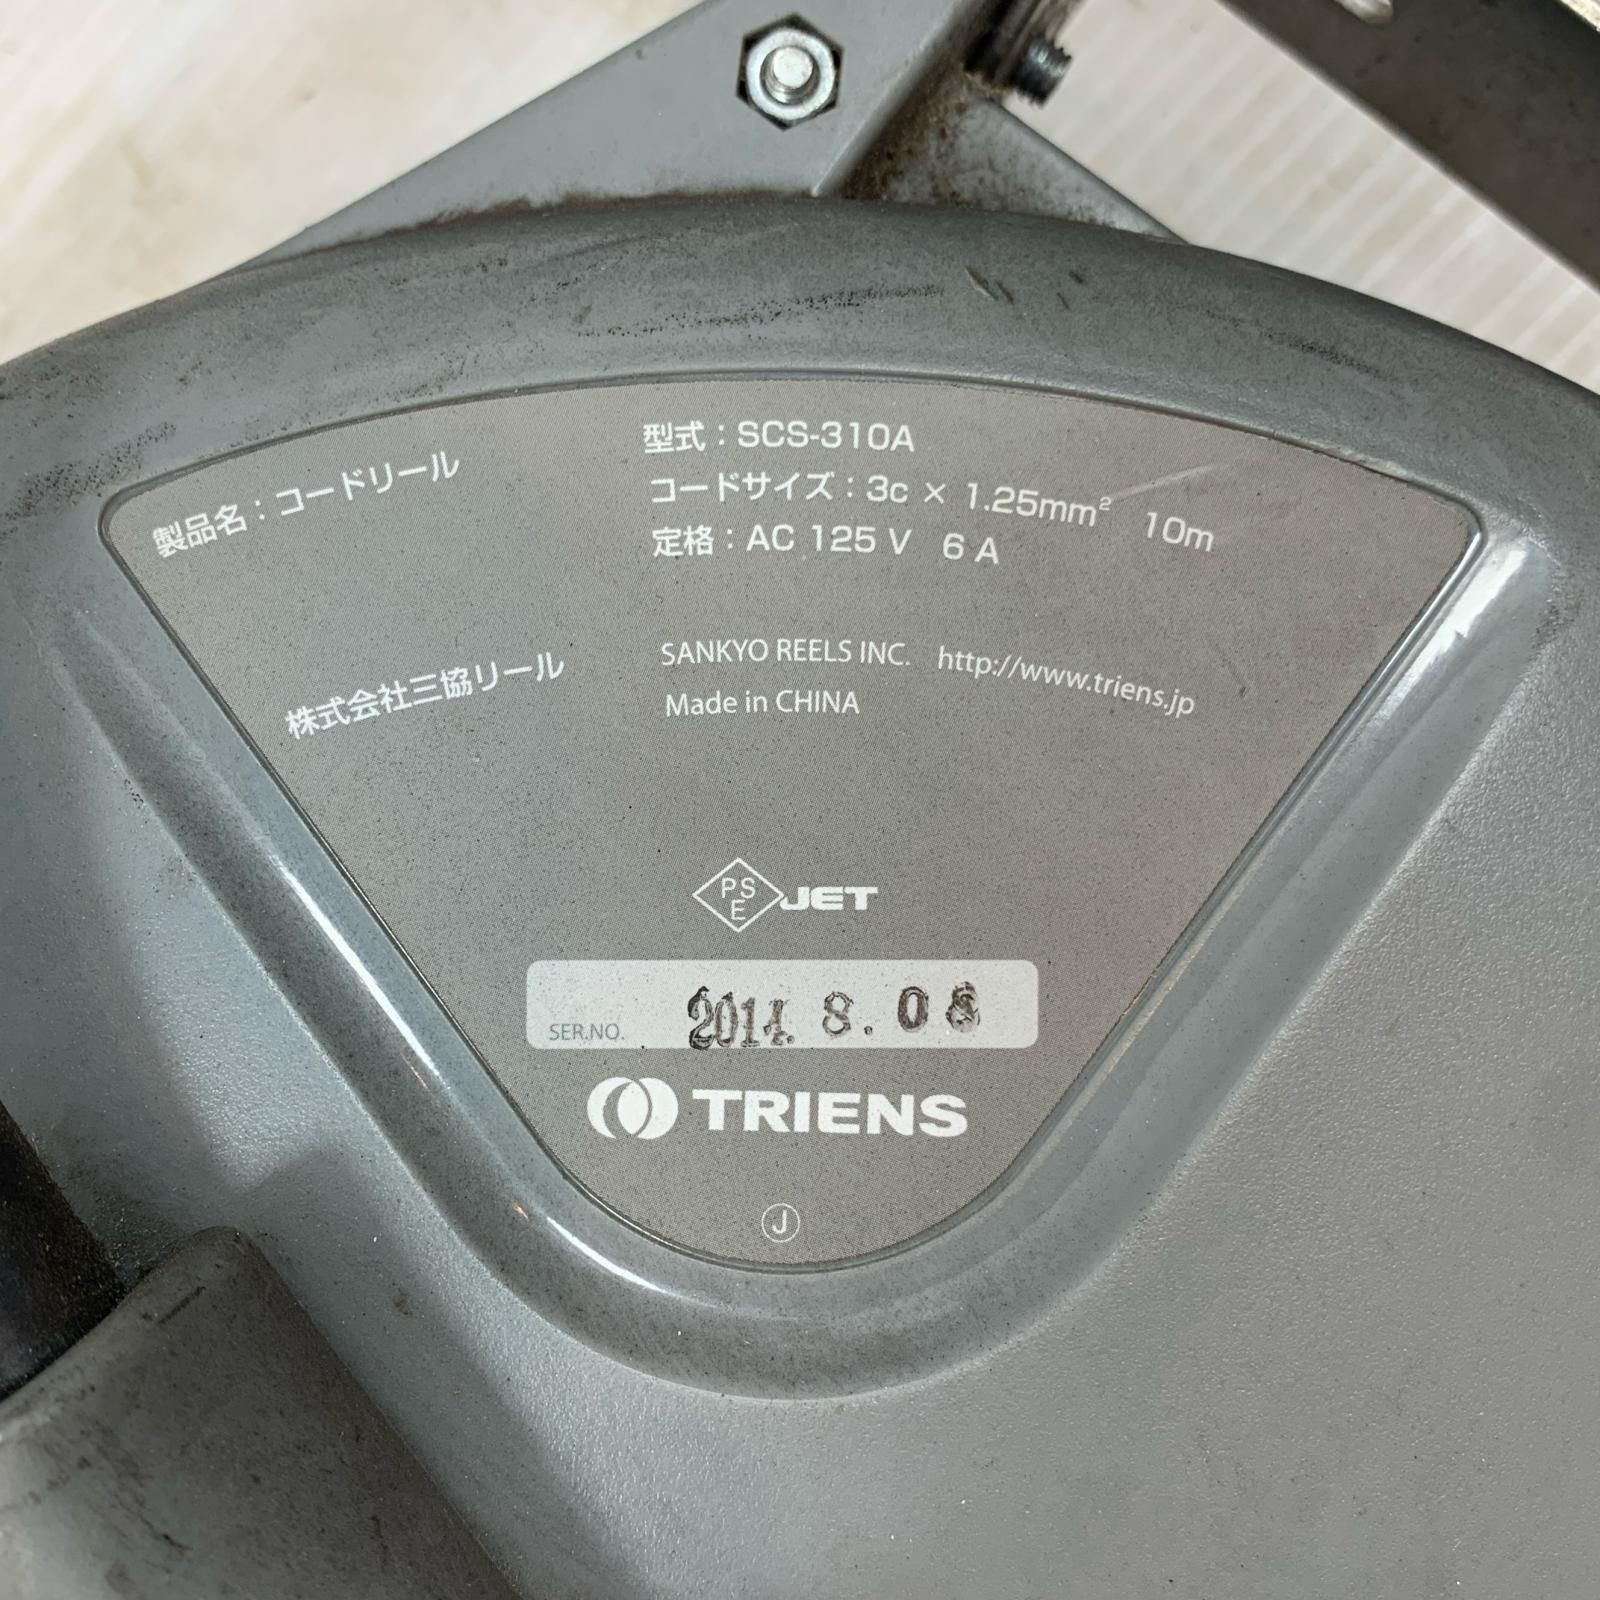 製品名：コードリール
型式：SCS-310A
コードサイズ：3c × 1.25mm² 10m
定格：AC 125 V 6 A
株式会社三協リール
SANKYO REELS INC. http://www.triens.jp
Made in CHINA
PSE JET
SER.NO. 2014. 8. 08
TRIENS
J